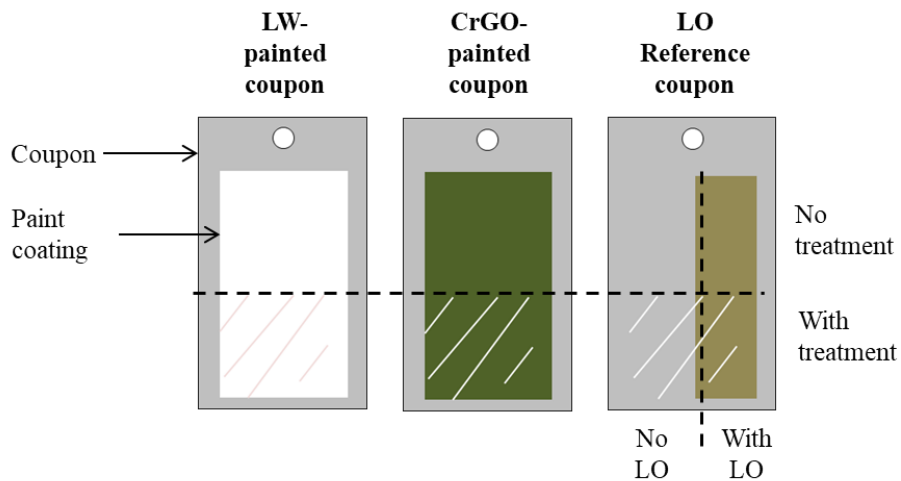 LW-
painted
coupon
CrGO-
painted
coupon
LO
Reference
coupon
Coupon
Paint
coating
No
treatment
With
treatment
No
LO
With
LO